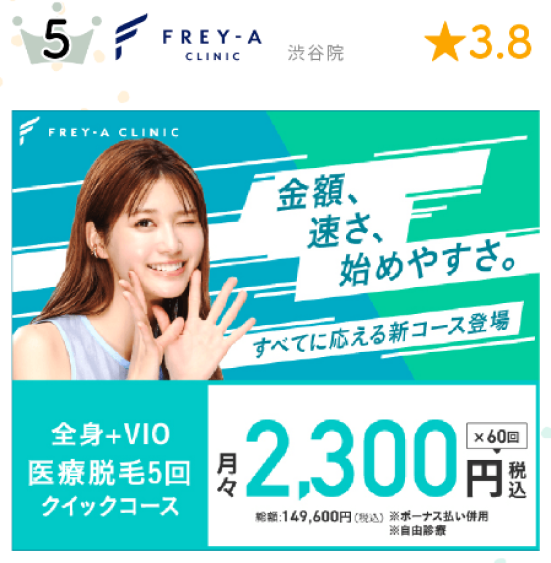 5
FREY-A
CLINIC
渋谷院
★3.8
FREY-A CLINIC
金額、
速さ、
始めやすさ。
すべてに応える新コース登場
全身+VIO
医療脱毛5回
クイックコース
月々
2,300
×60回
円
税込
総額:149,600円(税込)
※ボーナス払い併用
※自由診療